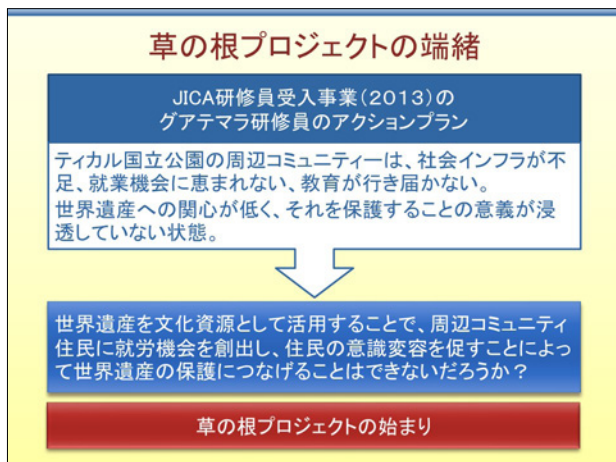 草の根プロジェクトの端緒
JICA研修員受入事業(2013)の
グアテマラ研修員のアクションプラン
ティカル国立公園の周辺コミュニティーは、社会インフラが不
足、就業機会に恵まれない、教育が行き届かない。
世界遺産への関心が低く、それを保護することの意義が浸
透していない状態。
世界遺産を文化資源として活用することで、周辺コミュニティ
住民に就労機会を創出し、住民の意識変容を促すことによっ
て世界遺産の保護につなげることはできないだろうか?
草の根プロジェクトの始まり